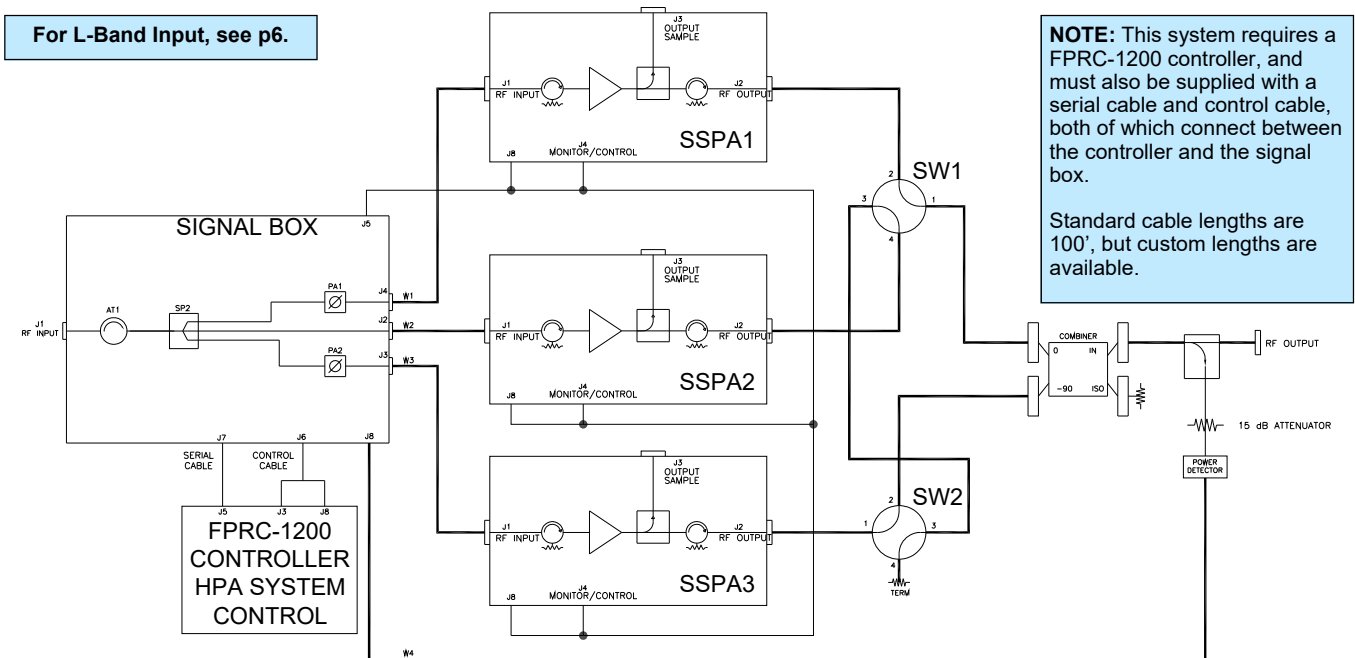 For L-Band Input, see p6.
NOTE: This system requires a
FPRC-1200 controller, and
must also be supplied with a
serial cable and control cable,
both of which connect between
the controller and the signal
box.
Standard cable lengths are
100’, but custom lengths are
available.
J3
OUTPUT
SAMPLE
J1
RF INPUT
J2
RF OUTPUT
J8
J4
MONITOR/CONTROL
SSPA1
SIGNAL BOX
J5
J1
RF INPUT
AT1
SP2
PA1
PA2
J4
J2
J3
W1
W2
W3
J7
J6
J8
SERIAL
CABLE
CONTROL
CABLE
J5
J3
J8
FPRC-1200
CONTROLLER
HPA SYSTEM
CONTROL
W4
J3
OUTPUT
SAMPLE
J1
RF INPUT
J2
RF OUTPUT
J8
J4
MONITOR/CONTROL
SSPA2
J3
OUTPUT
SAMPLE
J1
RF INPUT
J2
RF OUTPUT
J8
J4
MONITOR/CONTROL
SSPA3
SW1
2
3
1
4
SW2
2
1
3
4
TERM
COMBINER
0 IN
-90 ISO
RF OUTPUT
15 dB ATTENUATOR
POWER
DETECTOR